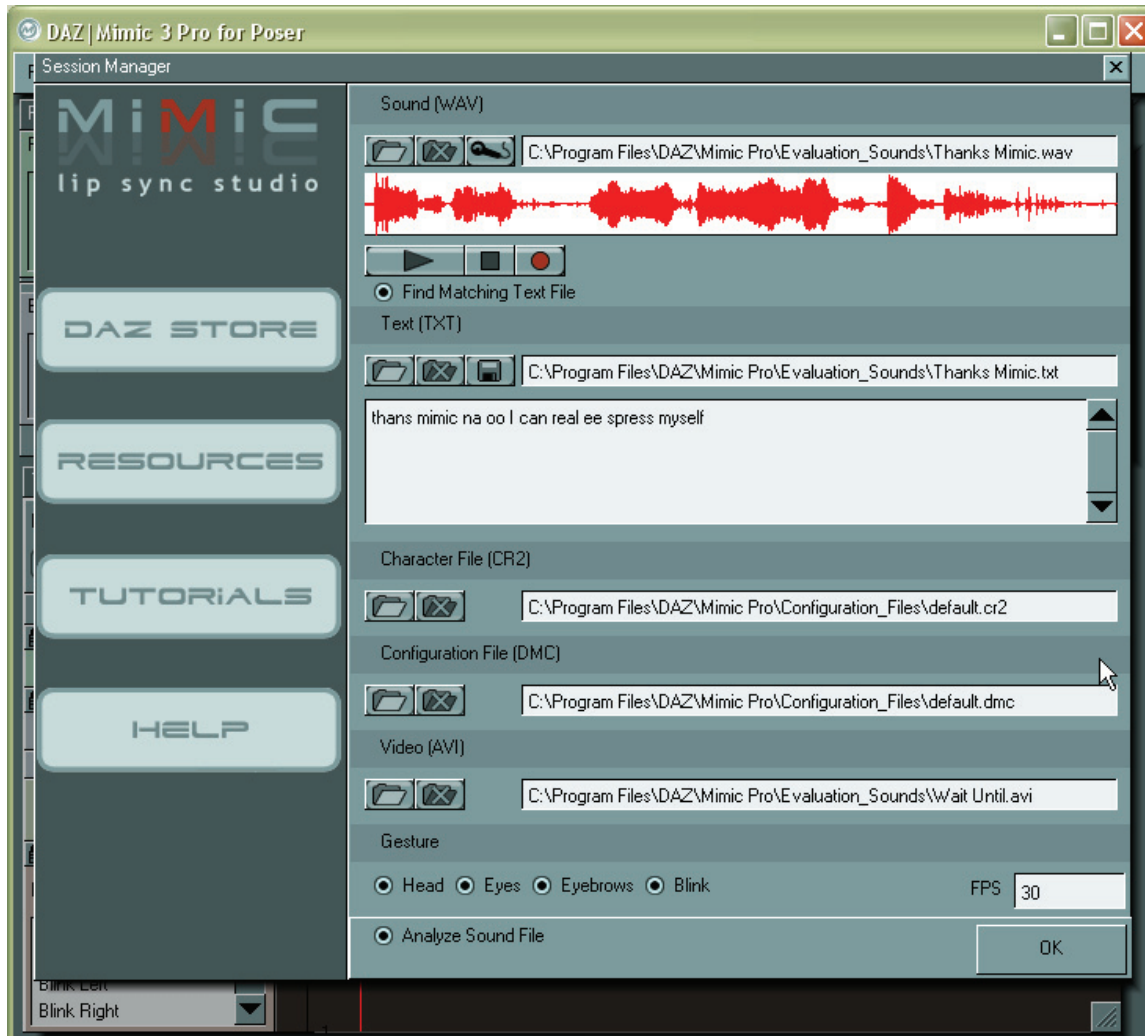 DAZ|Mimic 3 Pro for Poser
Session Manager
MiMiC
lip sync studio
DAZ STORE
RESOURCES
TUTORiALS
HELP
Sound (WAV)
C:\Program Files\DAZ\Mimic Pro\Evaluation_Sounds\Thanks Mimic.wav
Find Matching Text File
Text (TXT)
C:\Program Files\DAZ\Mimic Pro\Evaluation_Sounds\Thanks Mimic.txt
thans mimic na oo I can real ee spress myself
Character File (CR2)
C:\Program Files\DAZ\Mimic Pro\Configuration_Files\default.cr2
Configuration File (DMC)
C:\Program Files\DAZ\Mimic Pro\Configuration_Files\default.dmc
Video (AVI)
C:\Program Files\DAZ\Mimic Pro\Evaluation_Sounds\Wait Until.avi
Gesture
Head Eyes Eyebrows Blink FPS 30
Analyze Sound File
OK
Blink Left
Blink Right